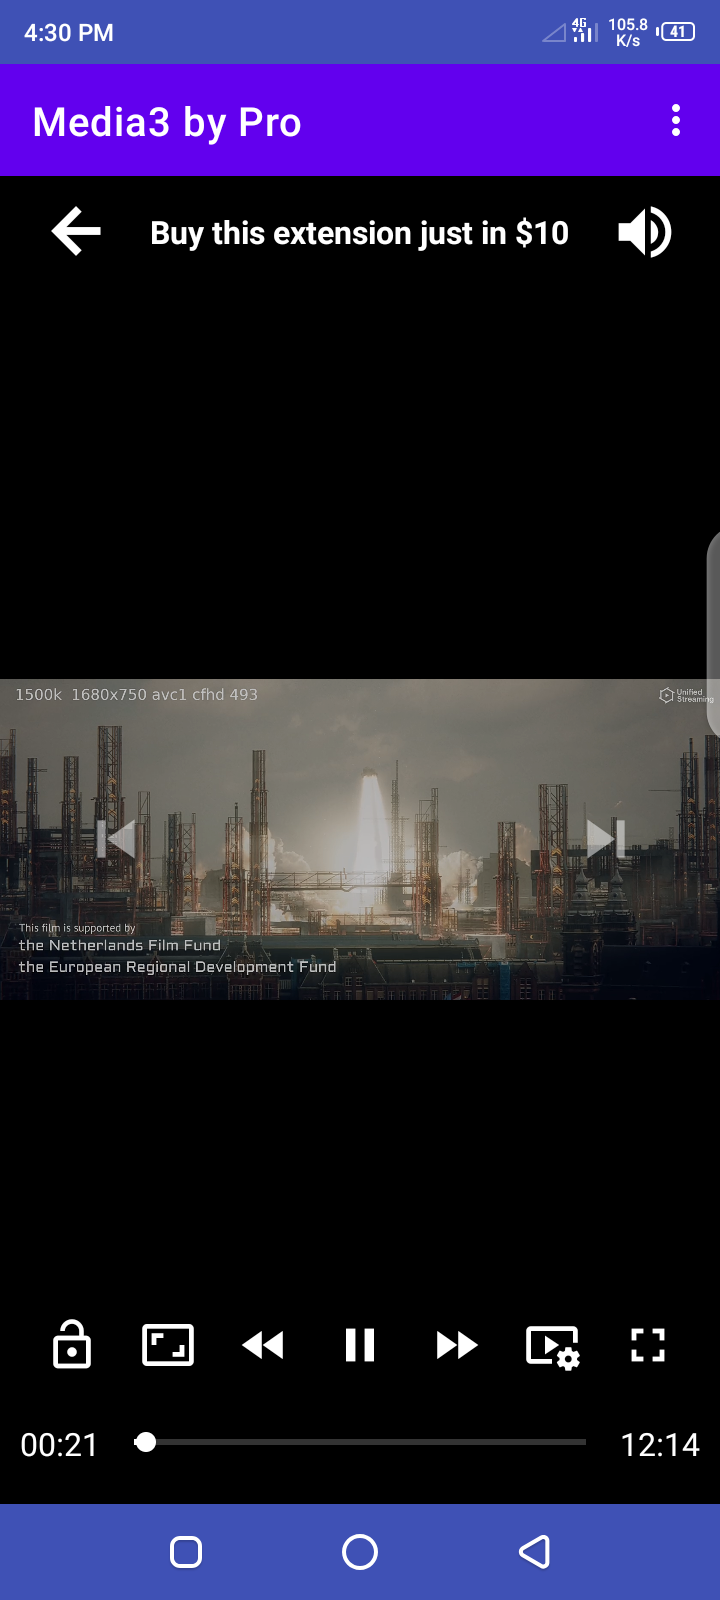 4:30 PM
4G
105.8
K/s
41
Media3 by Pro
Buy this extension just in $10
1500k 1680x750 avc1 cfhd 493
Unified
Streaming
This film is supported by
the Netherlands Film Fund
the European Regional Development Fund
00:21
12:14